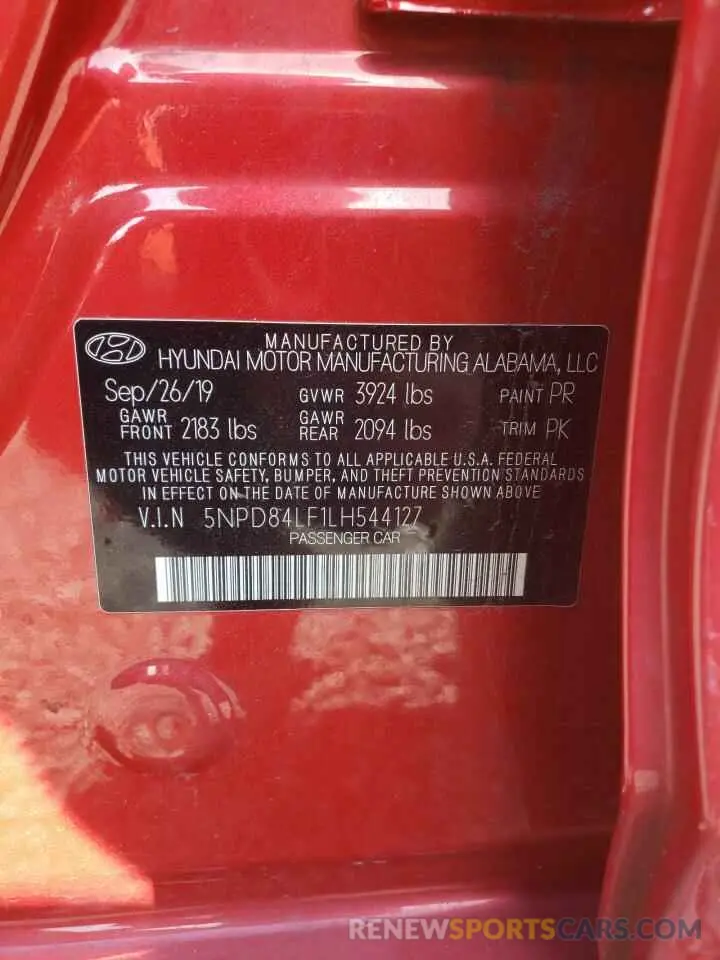 MANUFACTURED BY
HYUNDAI MOTOR MANUFACTURING ALABAMA, LLC
Sep/26/19 GVWR 3924 lbs PAINT PR
GAWR FRONT 2183 lbs GAWR REAR 2094 lbs TRIM PK
THIS VEHICLE CONFORMS TO ALL APPLICABLE U.S.A. FEDERAL
MOTOR VEHICLE SAFETY, BUMPER, AND THEFT PREVENTION STANDARDS
IN EFFECT ON THE DATE OF MANUFACTURE SHOWN ABOVE
V.I.N 5NPD84LF1LH544127
PASSENGER CAR
RENEWSPORTSCARS.COM